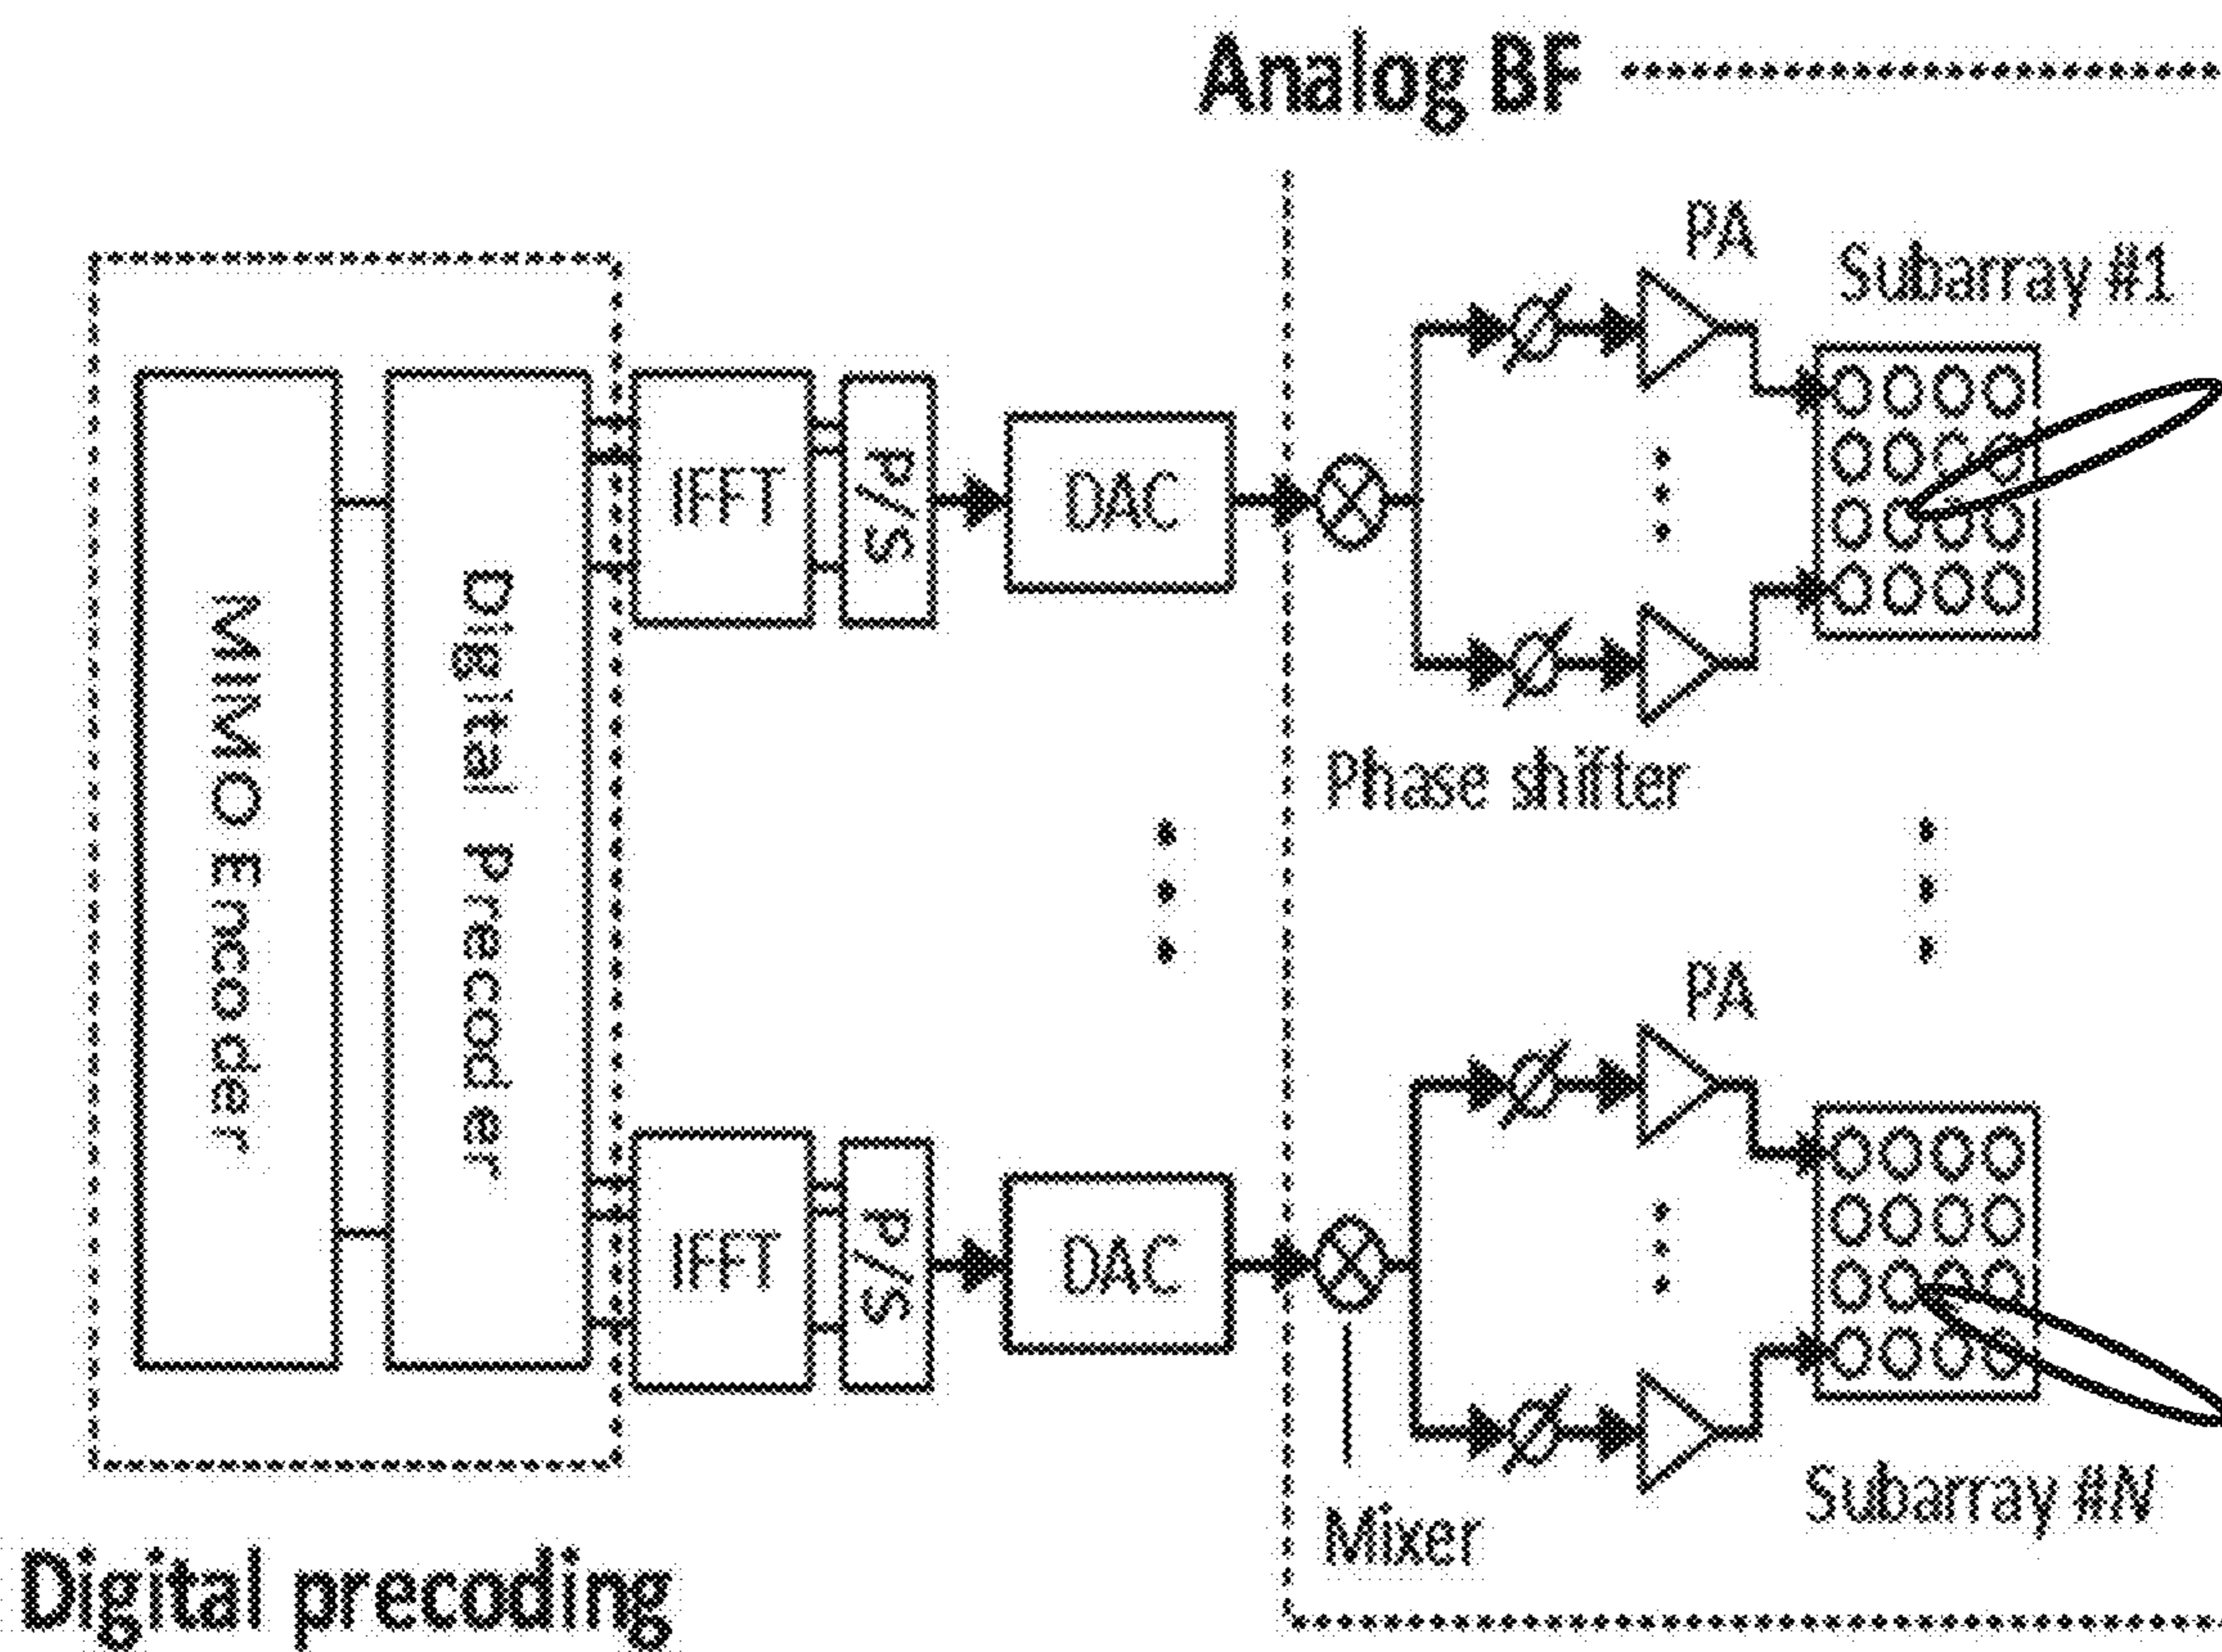 Analog BF
PA
Subarray #1
MIMO Encoder
Digital Precoder
IFFT
P/S
DAC
Phase shifter
PA
IFFT
P/S
DAC
Mixer
Subarray #N
Digital precoding